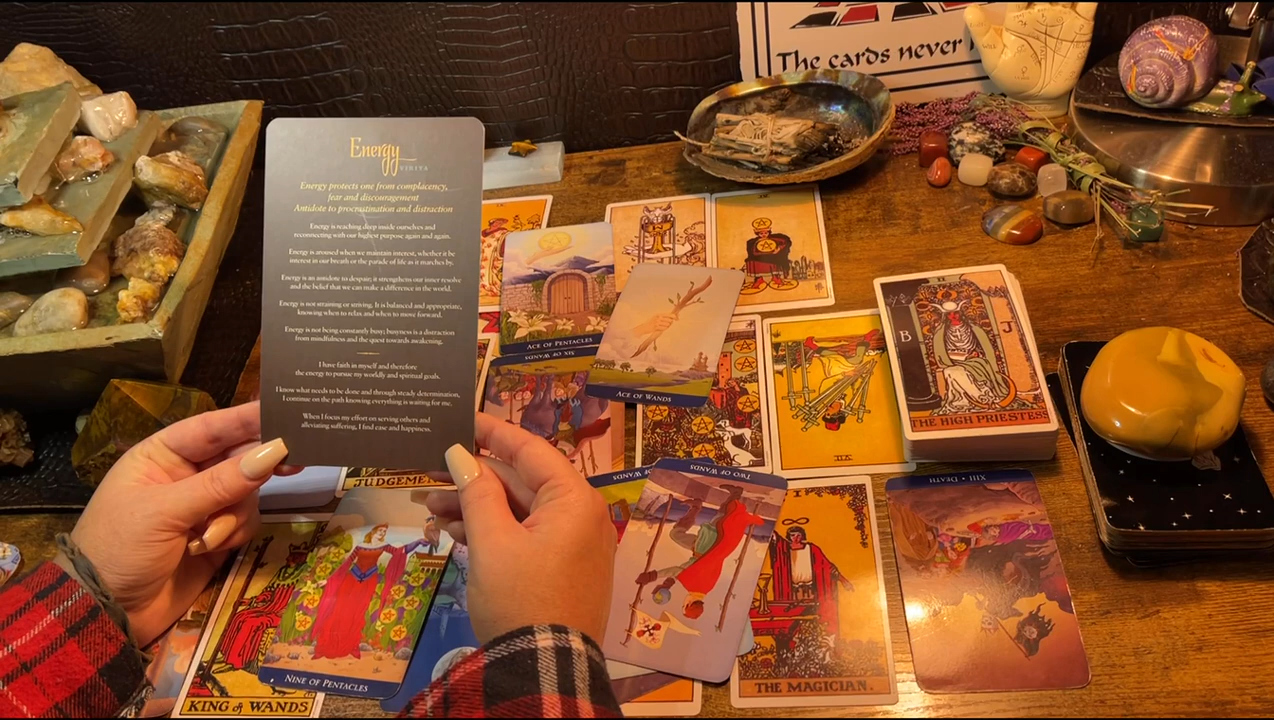 The cards never
Energy
VIRIYA
Energy protects one from complacency,
fear and discouragement
Antidote to procrastination and distraction
Energy is reaching deep inside ourselves and
reconnecting with our highest purpose again and again.
Energy is aroused when we maintain interest, whether it be
interest in our breath or the parade of life as it marches by.
Energy is an antidote to despair; it strengthens our inner resolve
and the belief that we can make a difference in the world.
Energy is not straining or striving. It is balanced and appropriate,
knowing when to relax and when to move forward.
Energy is not being constantly busy; busyness is a distraction
from mindfulness and the quest towards awakening.
I have faith in myself and therefore
the energy to pursue my worldly and spiritual goals.
I know what needs to be done and through steady determination,
I continue on the path knowing everything is waiting for me.
When I focus my effort on serving others and
alleviating suffering, I find ease and happiness.
ACE OF PENTACLES
SIX OF WANDS
ACE OF WANDS
VII
II
B J
THE HIGH PRIESTESS
JUDGEMENT
TWO OF WANDS
I
THE MAGICIAN.
XIII • DEATH
NINE OF PENTACLES
KING of WANDS